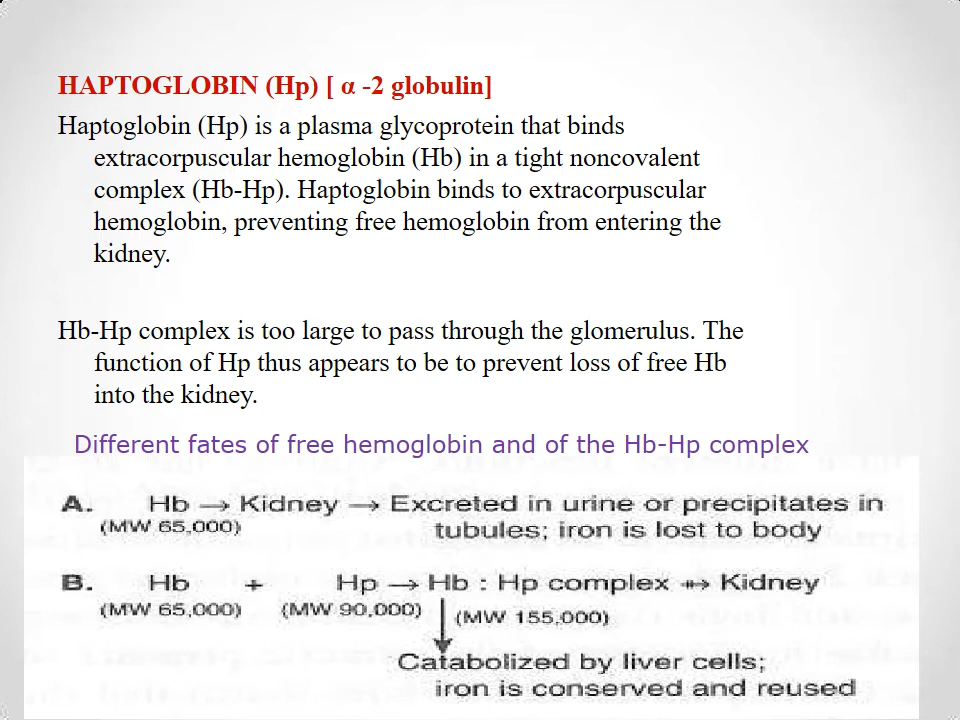 HAPTOGLOBIN (Hp) [ α -2 globulin]
Haptoglobin (Hp) is a plasma glycoprotein that binds
extracorpuscular hemoglobin (Hb) in a tight noncovalent
complex (Hb-Hp). Haptoglobin binds to extracorpuscular
hemoglobin, preventing free hemoglobin from entering the
kidney.
Hb-Hp complex is too large to pass through the glomerulus. The
function of Hp thus appears to be to prevent loss of free Hb
into the kidney.
Different fates of free hemoglobin and of the Hb-Hp complex
A. Hb → Kidney → Excreted in urine or precipitates in
(MW 65,000) tubules; iron is lost to body
B. Hb + Hp → Hb : Hp complex ↛ Kidney
(MW 65,000) (MW 90,000) (MW 155,000)
Catabolized by liver cells;
iron is conserved and reused